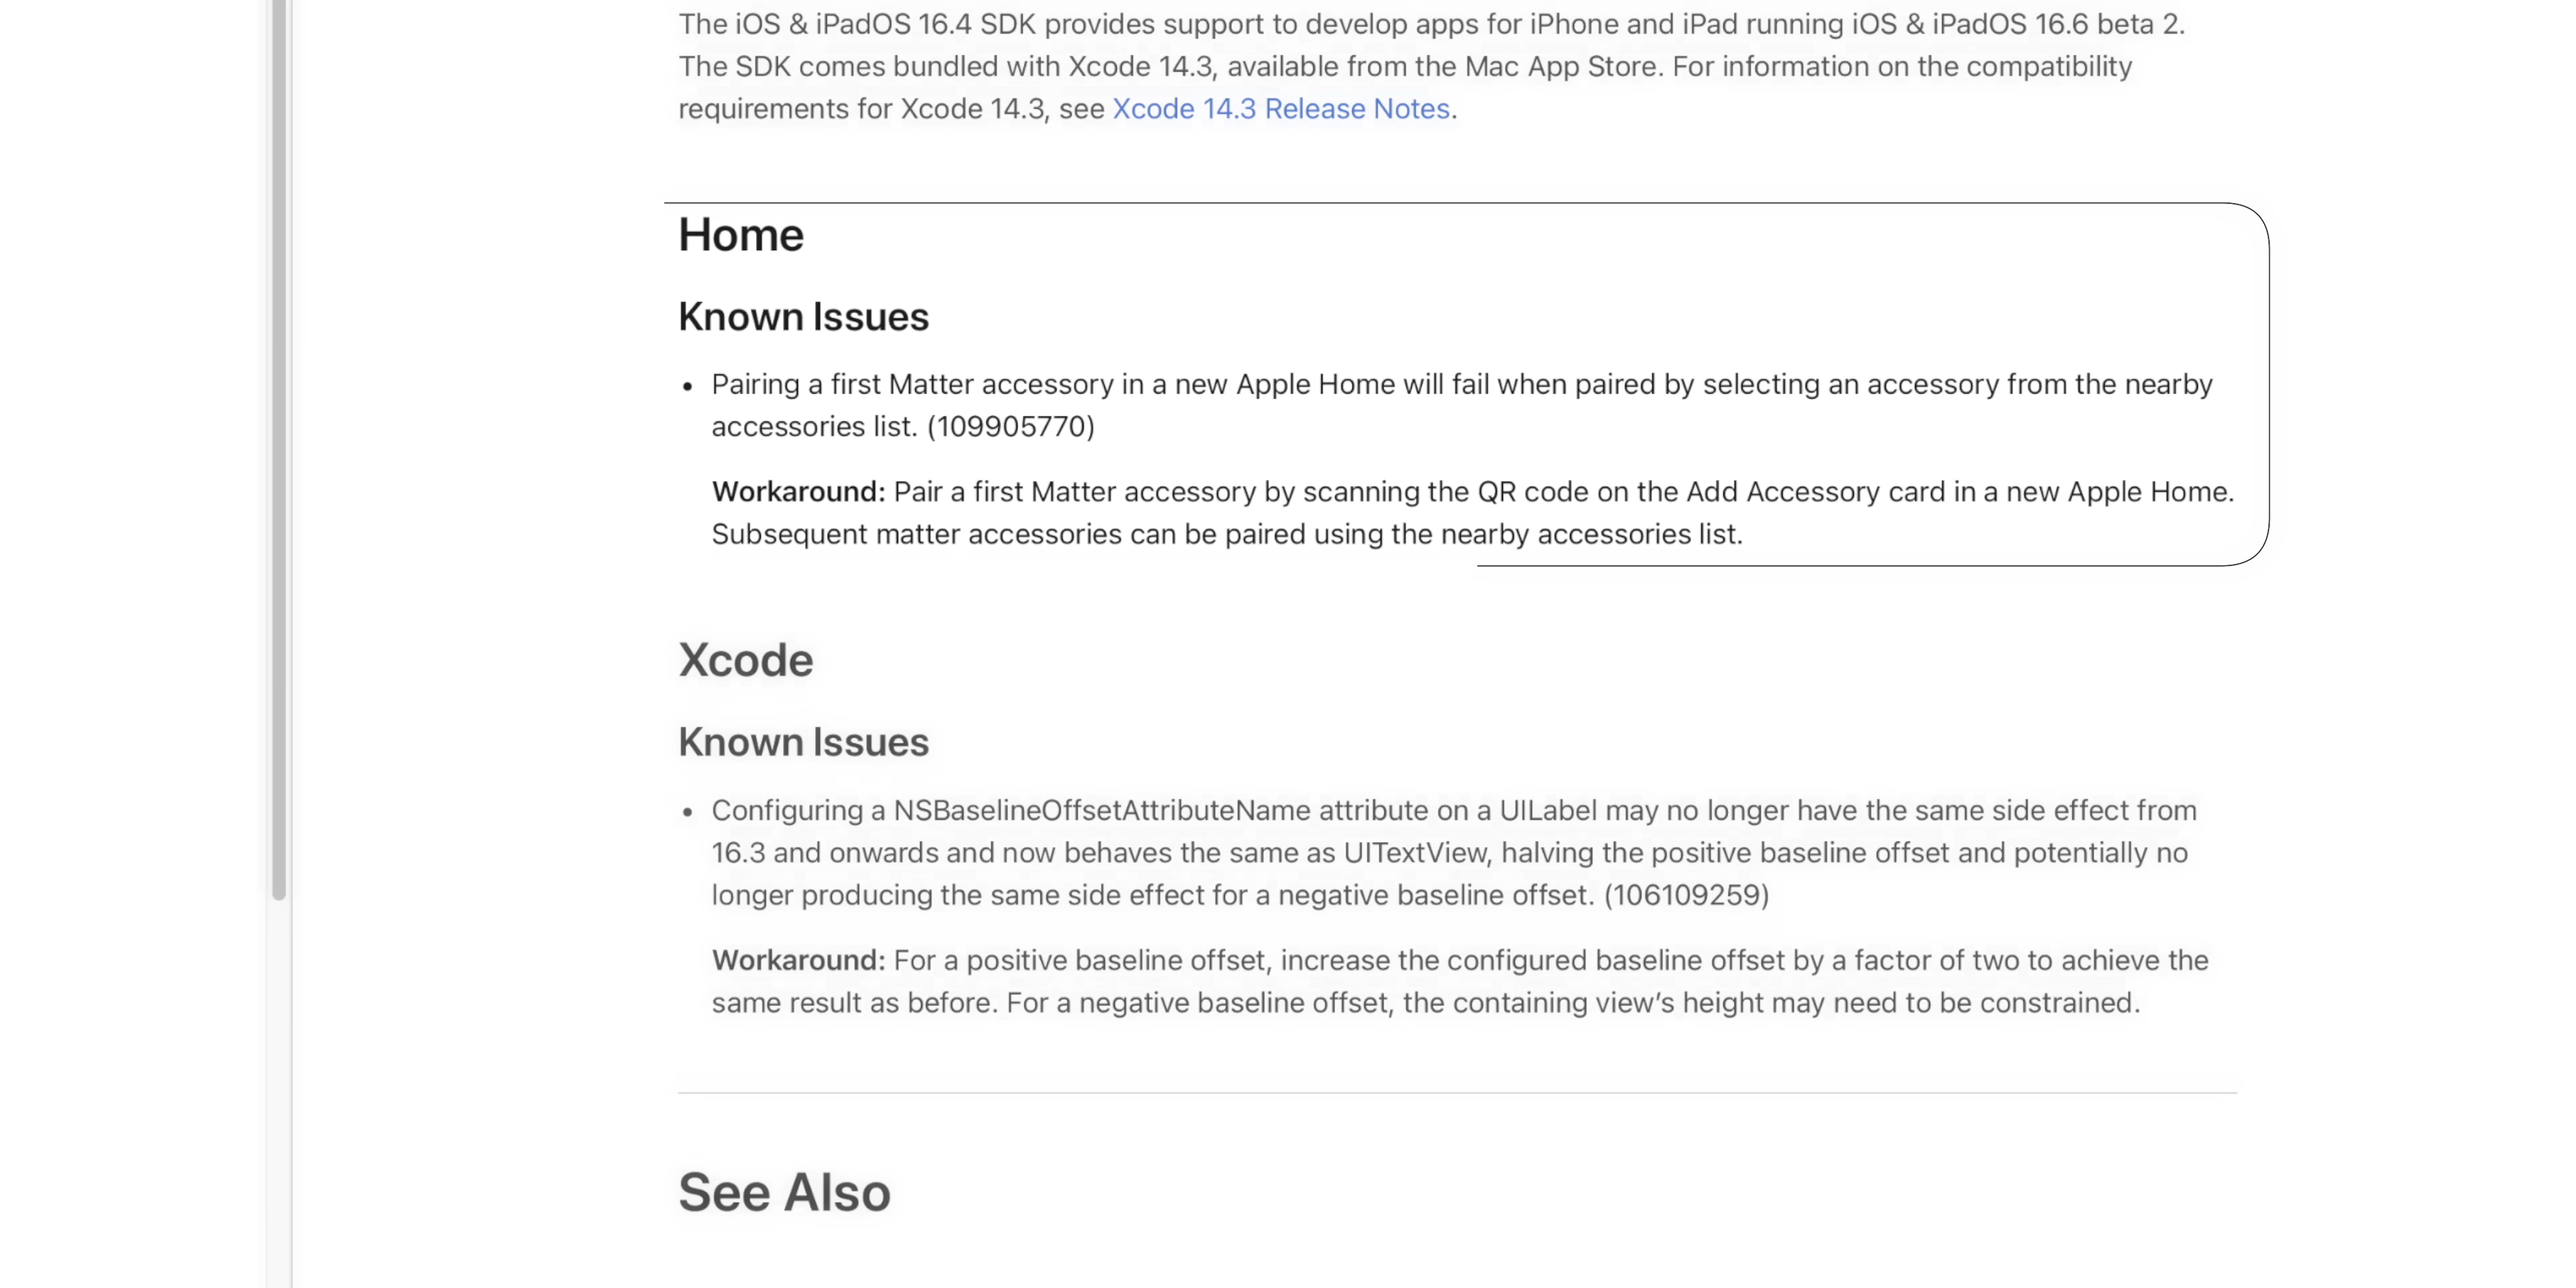 The iOS & iPadOS 16.4 SDK provides support to develop apps for iPhone and iPad running iOS & iPadOS 16.6 beta 2.
The SDK comes bundled with Xcode 14.3, available from the Mac App Store. For information on the compatibility
requirements for Xcode 14.3, see Xcode 14.3 Release Notes.
Home
Known Issues
• Pairing a first Matter accessory in a new Apple Home will fail when paired by selecting an accessory from the nearby
accessories list. (109905770)
Workaround: Pair a first Matter accessory by scanning the QR code on the Add Accessory card in a new Apple Home.
Subsequent matter accessories can be paired using the nearby accessories list.
Xcode
Known Issues
• Configuring a NSBaselineOffsetAttributeName attribute on a UILabel may no longer have the same side effect from
16.3 and onwards and now behaves the same as UITextView, halving the positive baseline offset and potentially no
longer producing the same side effect for a negative baseline offset. (106109259)
Workaround: For a positive baseline offset, increase the configured baseline offset by a factor of two to achieve the
same result as before. For a negative baseline offset, the containing view’s height may need to be constrained.
See Also